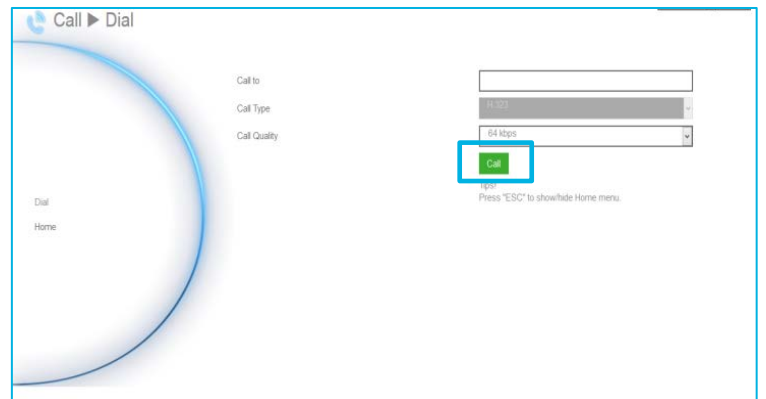 Call ▶ Dial
Call to
Call Type
H.323
Call Quality
64 kbps
Call
Tips!
Press "ESC" to show/hide Home menu.
Dial
Home